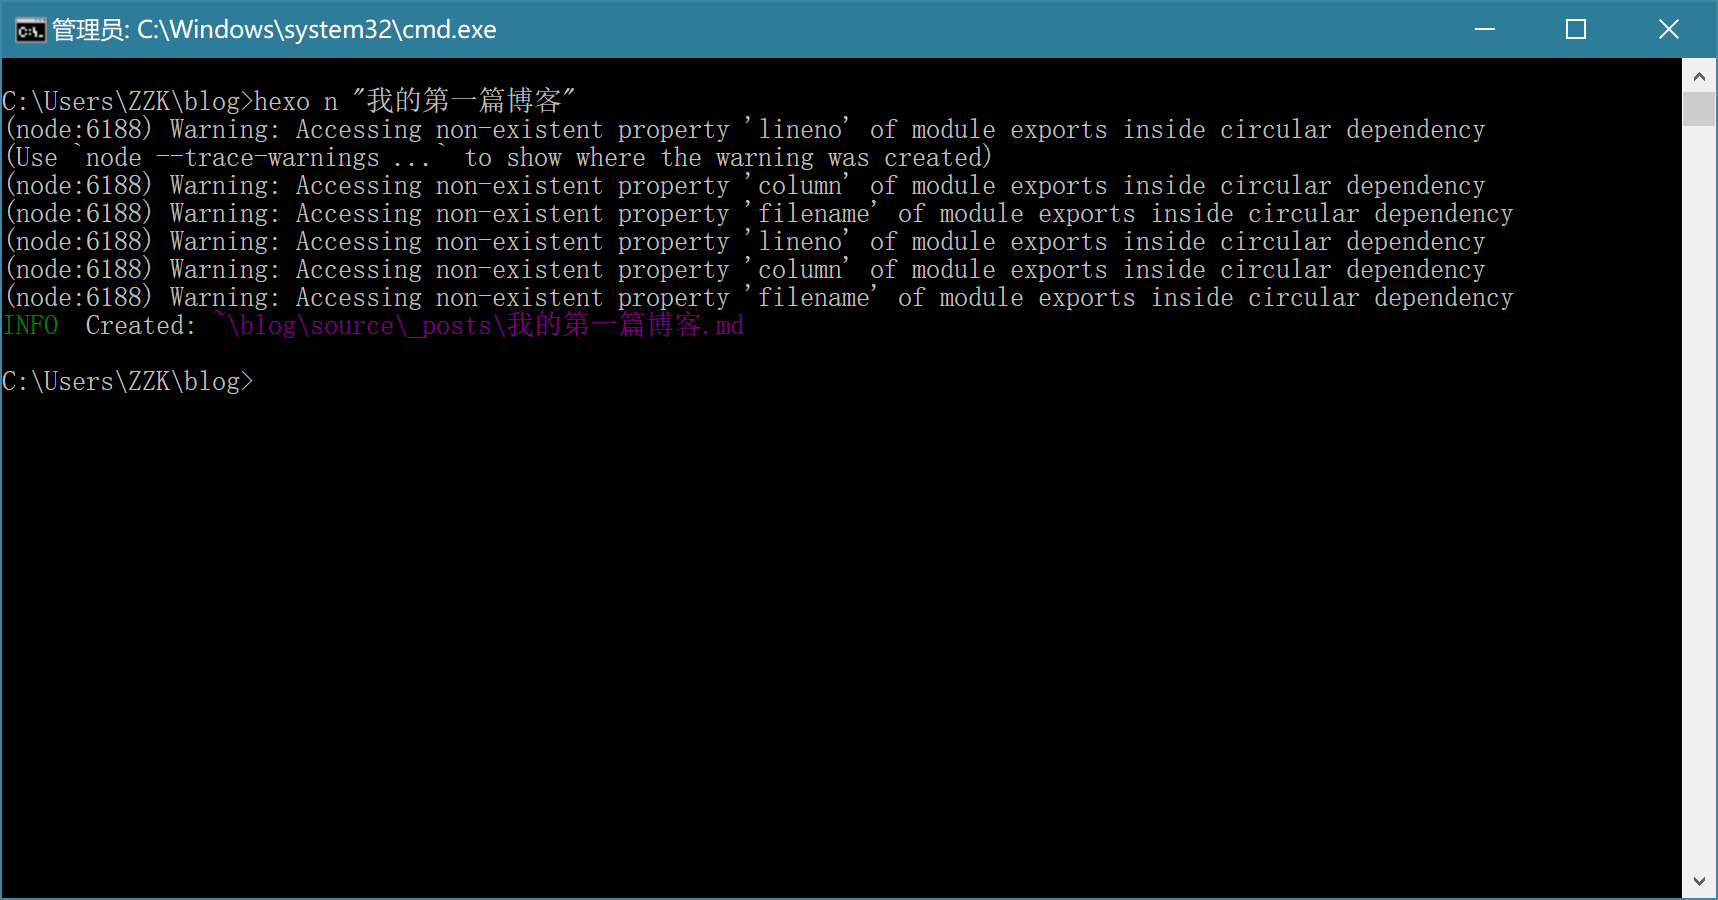 管理员: C:\Windows\system32\cmd.exe
C:\Users\ZZK\blog>hexo n "我的第一篇博客"
(node:6188) Warning: Accessing non-existent property 'lineno' of module exports inside circular dependency
(Use `node --trace-warnings ...` to show where the warning was created)
(node:6188) Warning: Accessing non-existent property 'column' of module exports inside circular dependency
(node:6188) Warning: Accessing non-existent property 'filename' of module exports inside circular dependency
(node:6188) Warning: Accessing non-existent property 'lineno' of module exports inside circular dependency
(node:6188) Warning: Accessing non-existent property 'column' of module exports inside circular dependency
(node:6188) Warning: Accessing non-existent property 'filename' of module exports inside circular dependency
INFO  Created: ~\blog\source\_posts\我的第一篇博客.md
C:\Users\ZZK\blog>